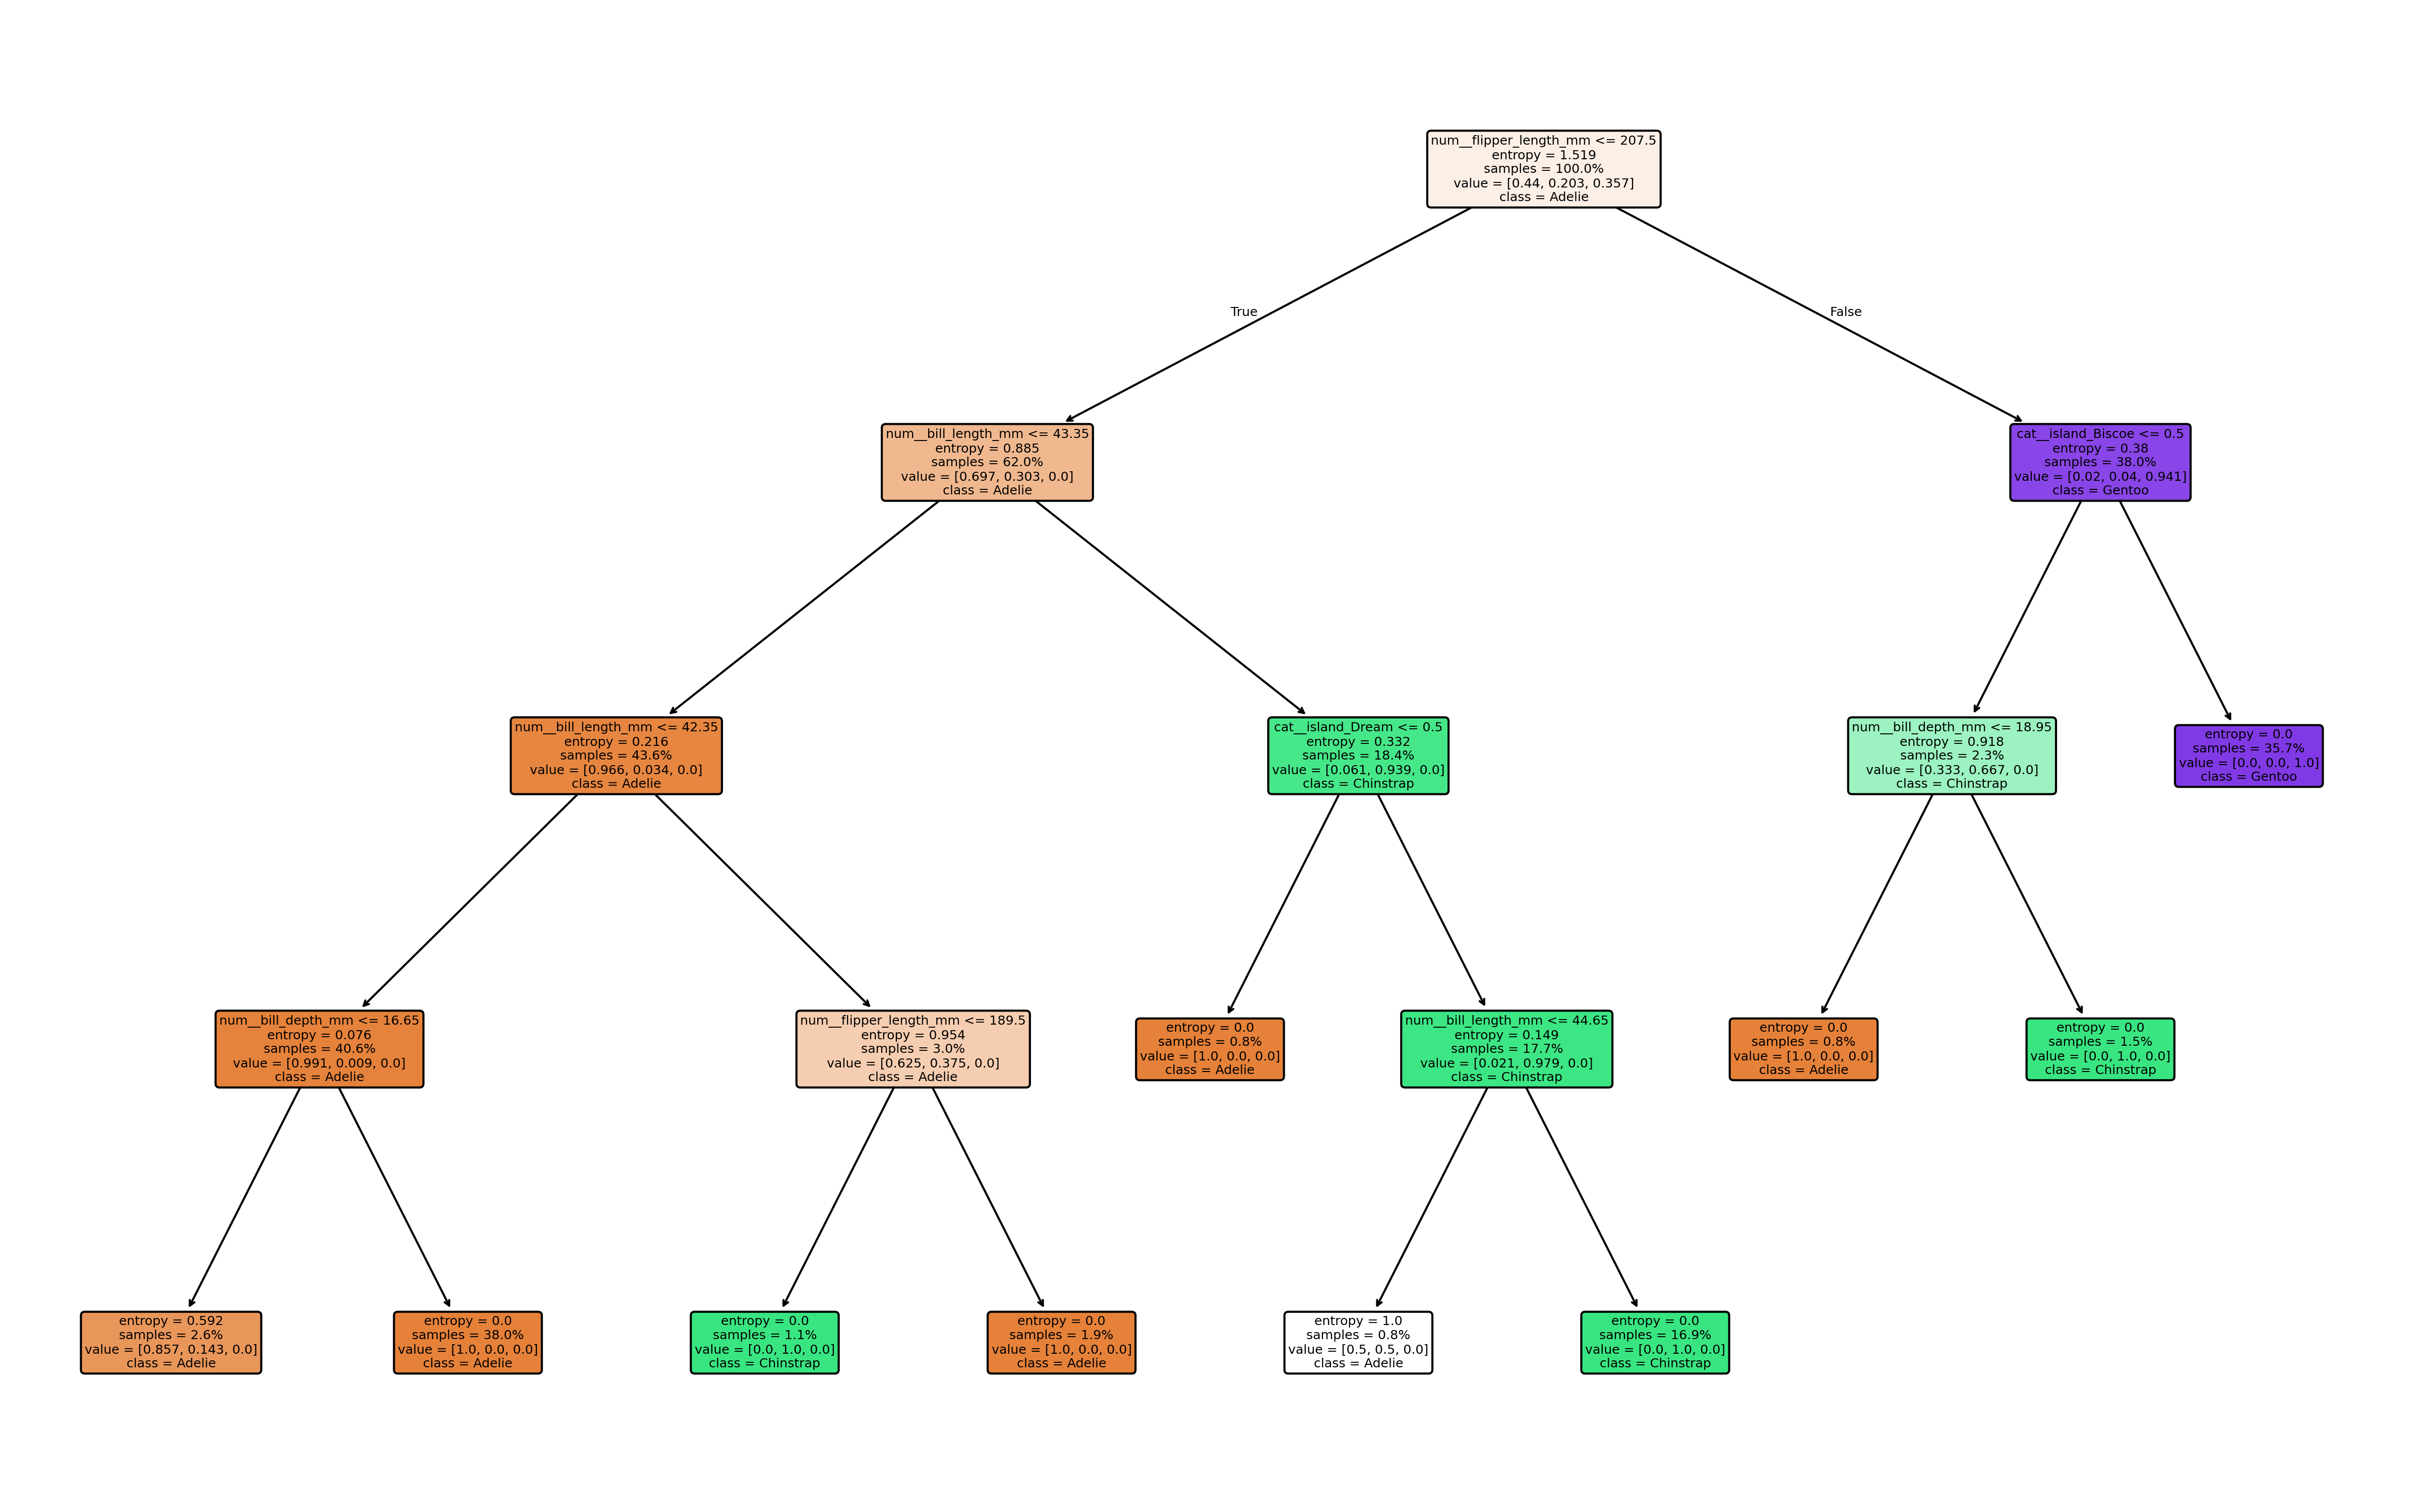 num__flipper_length_mm <= 207.5
entropy = 1.519
samples = 100.0%
value = [0.44, 0.203, 0.357]
class = Adelie
True
False
num__bill_length_mm <= 43.35
entropy = 0.885
samples = 62.0%
value = [0.697, 0.303, 0.0]
class = Adelie
cat__island_Biscoe <= 0.5
entropy = 0.38
samples = 38.0%
value = [0.02, 0.04, 0.941]
class = Gentoo
num__bill_length_mm <= 42.35
entropy = 0.216
samples = 43.6%
value = [0.966, 0.034, 0.0]
class = Adelie
cat__island_Dream <= 0.5
entropy = 0.332
samples = 18.4%
value = [0.061, 0.939, 0.0]
class = Chinstrap
num__bill_depth_mm <= 18.95
entropy = 0.918
samples = 2.3%
value = [0.333, 0.667, 0.0]
class = Chinstrap
entropy = 0.0
samples = 35.7%
value = [0.0, 0.0, 1.0]
class = Gentoo
num__bill_depth_mm <= 16.65
entropy = 0.076
samples = 40.6%
value = [0.991, 0.009, 0.0]
class = Adelie
num__flipper_length_mm <= 189.5
entropy = 0.954
samples = 3.0%
value = [0.625, 0.375, 0.0]
class = Adelie
entropy = 0.0
samples = 0.8%
value = [1.0, 0.0, 0.0]
class = Adelie
num__bill_length_mm <= 44.65
entropy = 0.149
samples = 17.7%
value = [0.021, 0.979, 0.0]
class = Chinstrap
entropy = 0.0
samples = 0.8%
value = [1.0, 0.0, 0.0]
class = Adelie
entropy = 0.0
samples = 1.5%
value = [0.0, 1.0, 0.0]
class = Chinstrap
entropy = 0.592
samples = 2.6%
value = [0.857, 0.143, 0.0]
class = Adelie
entropy = 0.0
samples = 38.0%
value = [1.0, 0.0, 0.0]
class = Adelie
entropy = 0.0
samples = 1.1%
value = [0.0, 1.0, 0.0]
class = Chinstrap
entropy = 0.0
samples = 1.9%
value = [1.0, 0.0, 0.0]
class = Adelie
entropy = 1.0
samples = 0.8%
value = [0.5, 0.5, 0.0]
class = Adelie
entropy = 0.0
samples = 16.9%
value = [0.0, 1.0, 0.0]
class = Chinstrap